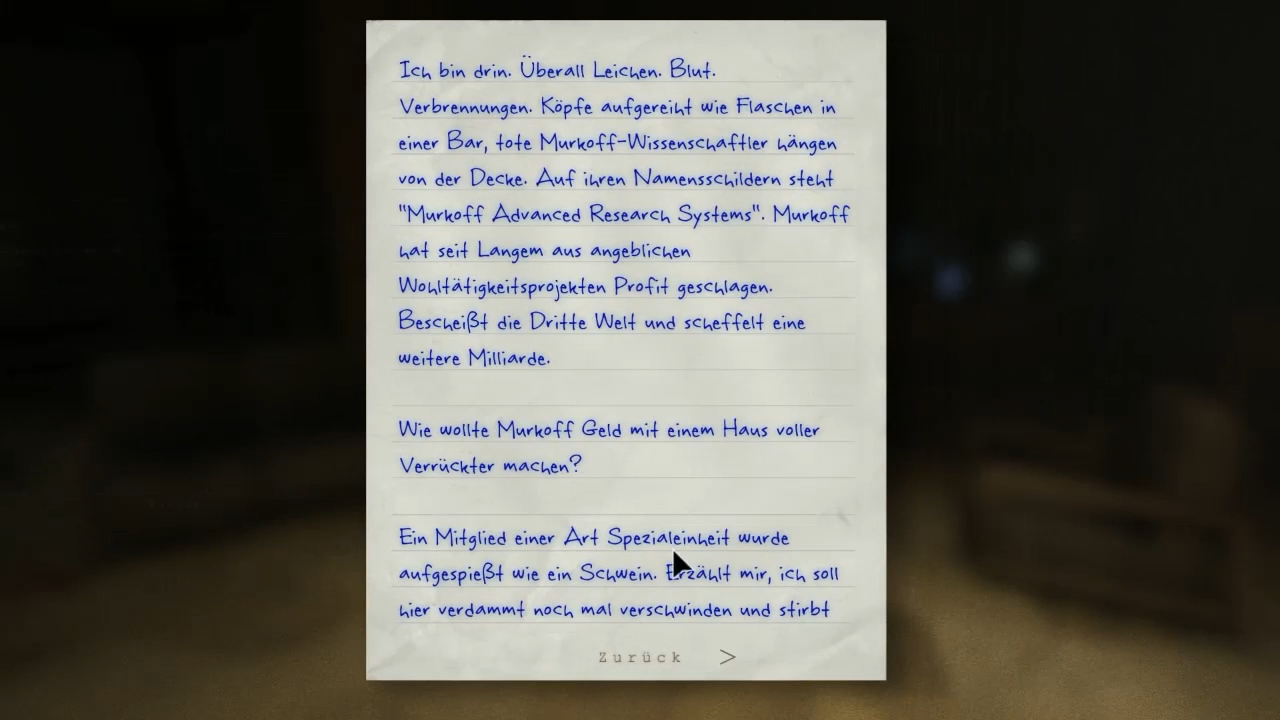 Ich bin drin. Überall Leichen. Blut.
Verbrennungen. Köpfe aufgereiht wie Flaschen in
einer Bar, tote Murkoff-Wissenschaftler hängen
von der Decke. Auf ihren Namensschildern steht
"Murkoff Advanced Research Systems". Murkoff
hat seit Langem aus angeblichen
Wohltätigkeitsprojekten Profit geschlagen.
Bescheißt die Dritte Welt und scheffelt eine
weitere Milliarde.
Wie wollte Murkoff Geld mit einem Haus voller
Verrückter machen?
Ein Mitglied einer Art Spezialeinheit wurde
aufgespießt wie ein Schwein. Erzählt mir, ich soll
hier verdammt noch mal verschwinden und stirbt
Zurück >